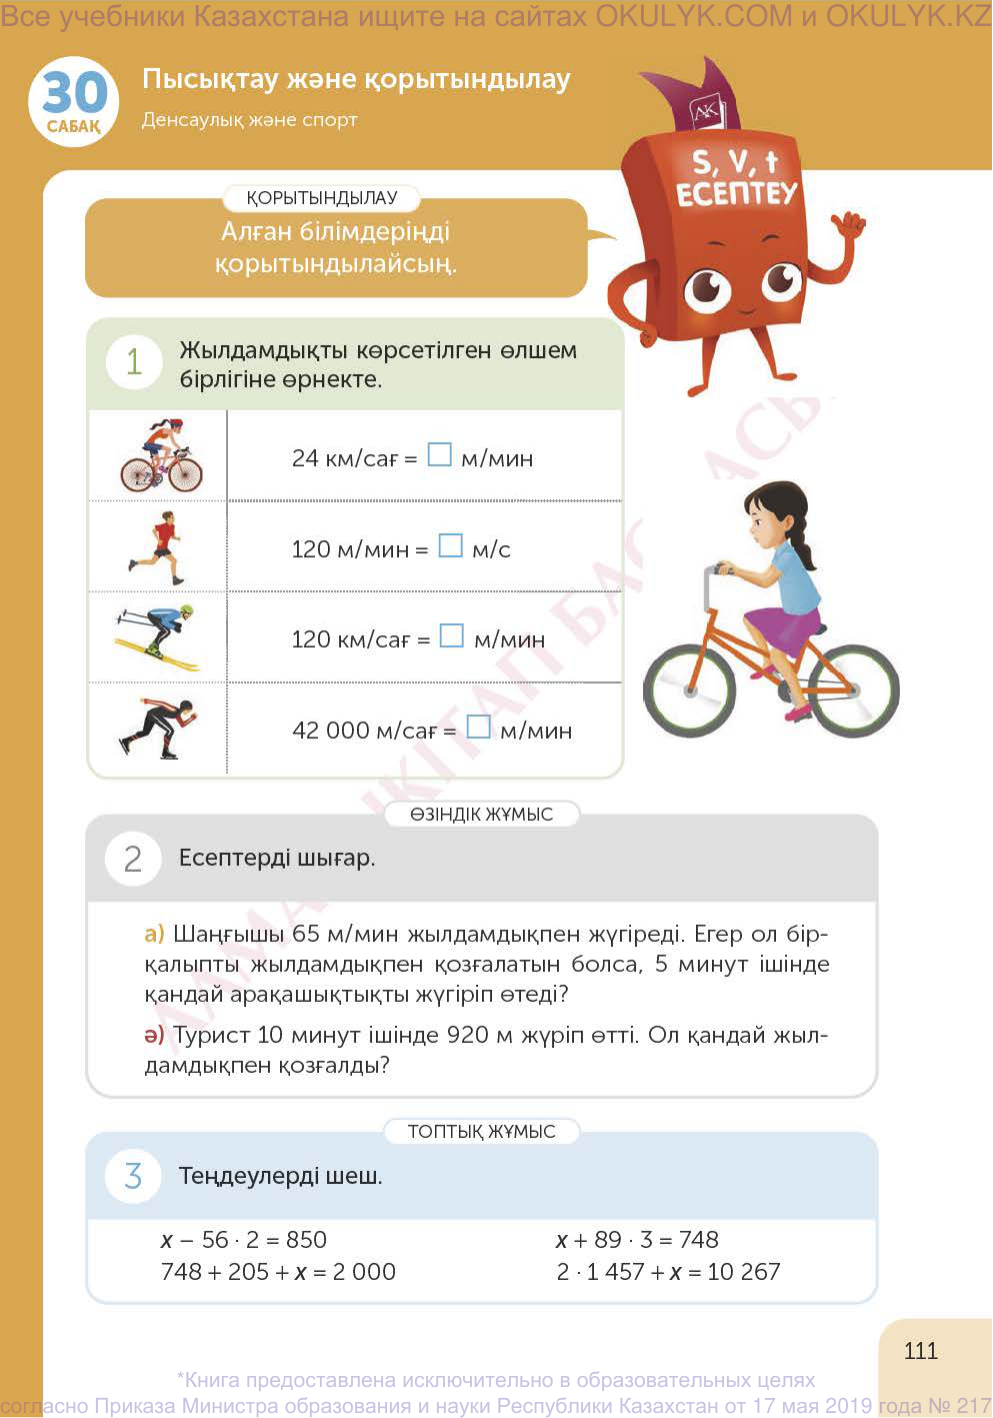 Все учебники Казахстана ищите на сайтах OKULYK.COM и OKULYK.KZ
30
САБАҚ
Пысықтау және қорытындылау
Денсаулық және спорт
АК
S, V, t
ЕСЕПТЕУ
ҚОРЫТЫНДЫЛАУ
Алған білімдеріңді
қорытындылайсың.
1
Жылдамдықты көрсетілген өлшем
бірлігіне өрнекте.
24 км/сағ = □ м/мин
120 м/мин = □ м/с
120 км/сағ = □ м/мин
42 000 м/сағ = □ м/мин
АЛМАТЫКІТАП БАСПАСЫ
ӨЗІНДІК ЖҰМЫС
2
Есептерді шығар.
а) Шаңғышы 65 м/мин жылдамдықпен жүгіреді. Егер ол бір-
қалыпты жылдамдықпен қозғалатын болса, 5 минут ішінде
қандай арақашықтықты жүгіріп өтеді?
ә) Турист 10 минут ішінде 920 м жүріп өтті. Ол қандай жыл-
дамдықпен қозғалды?
ТОПТЫҚ ЖҰМЫС
3
Теңдеулерді шеш.
x – 56 · 2 = 850
x + 89 · 3 = 748
748 + 205 + x = 2 000
2 · 1 457 + x = 10 267
111
*Книга предоставлена исключительно в образовательных целях
согласно Приказа Министра образования и науки Республики Казахстан от 17 мая 2019 года № 217